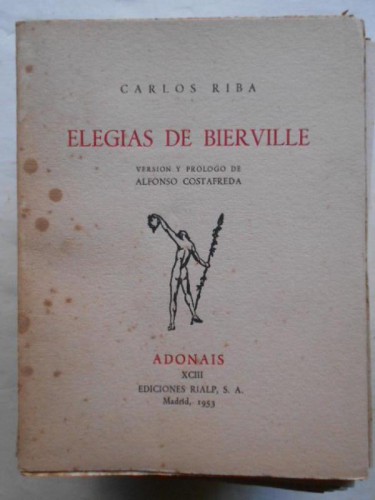 CARLOS RIBA
ELEGIAS DE BIERVILLE
VERSION Y PROLOGO DE
ALFONSO COSTAFREDA
ADONAIS
XCIII
EDICIONES RIALP, S. A.
Madrid, 1953